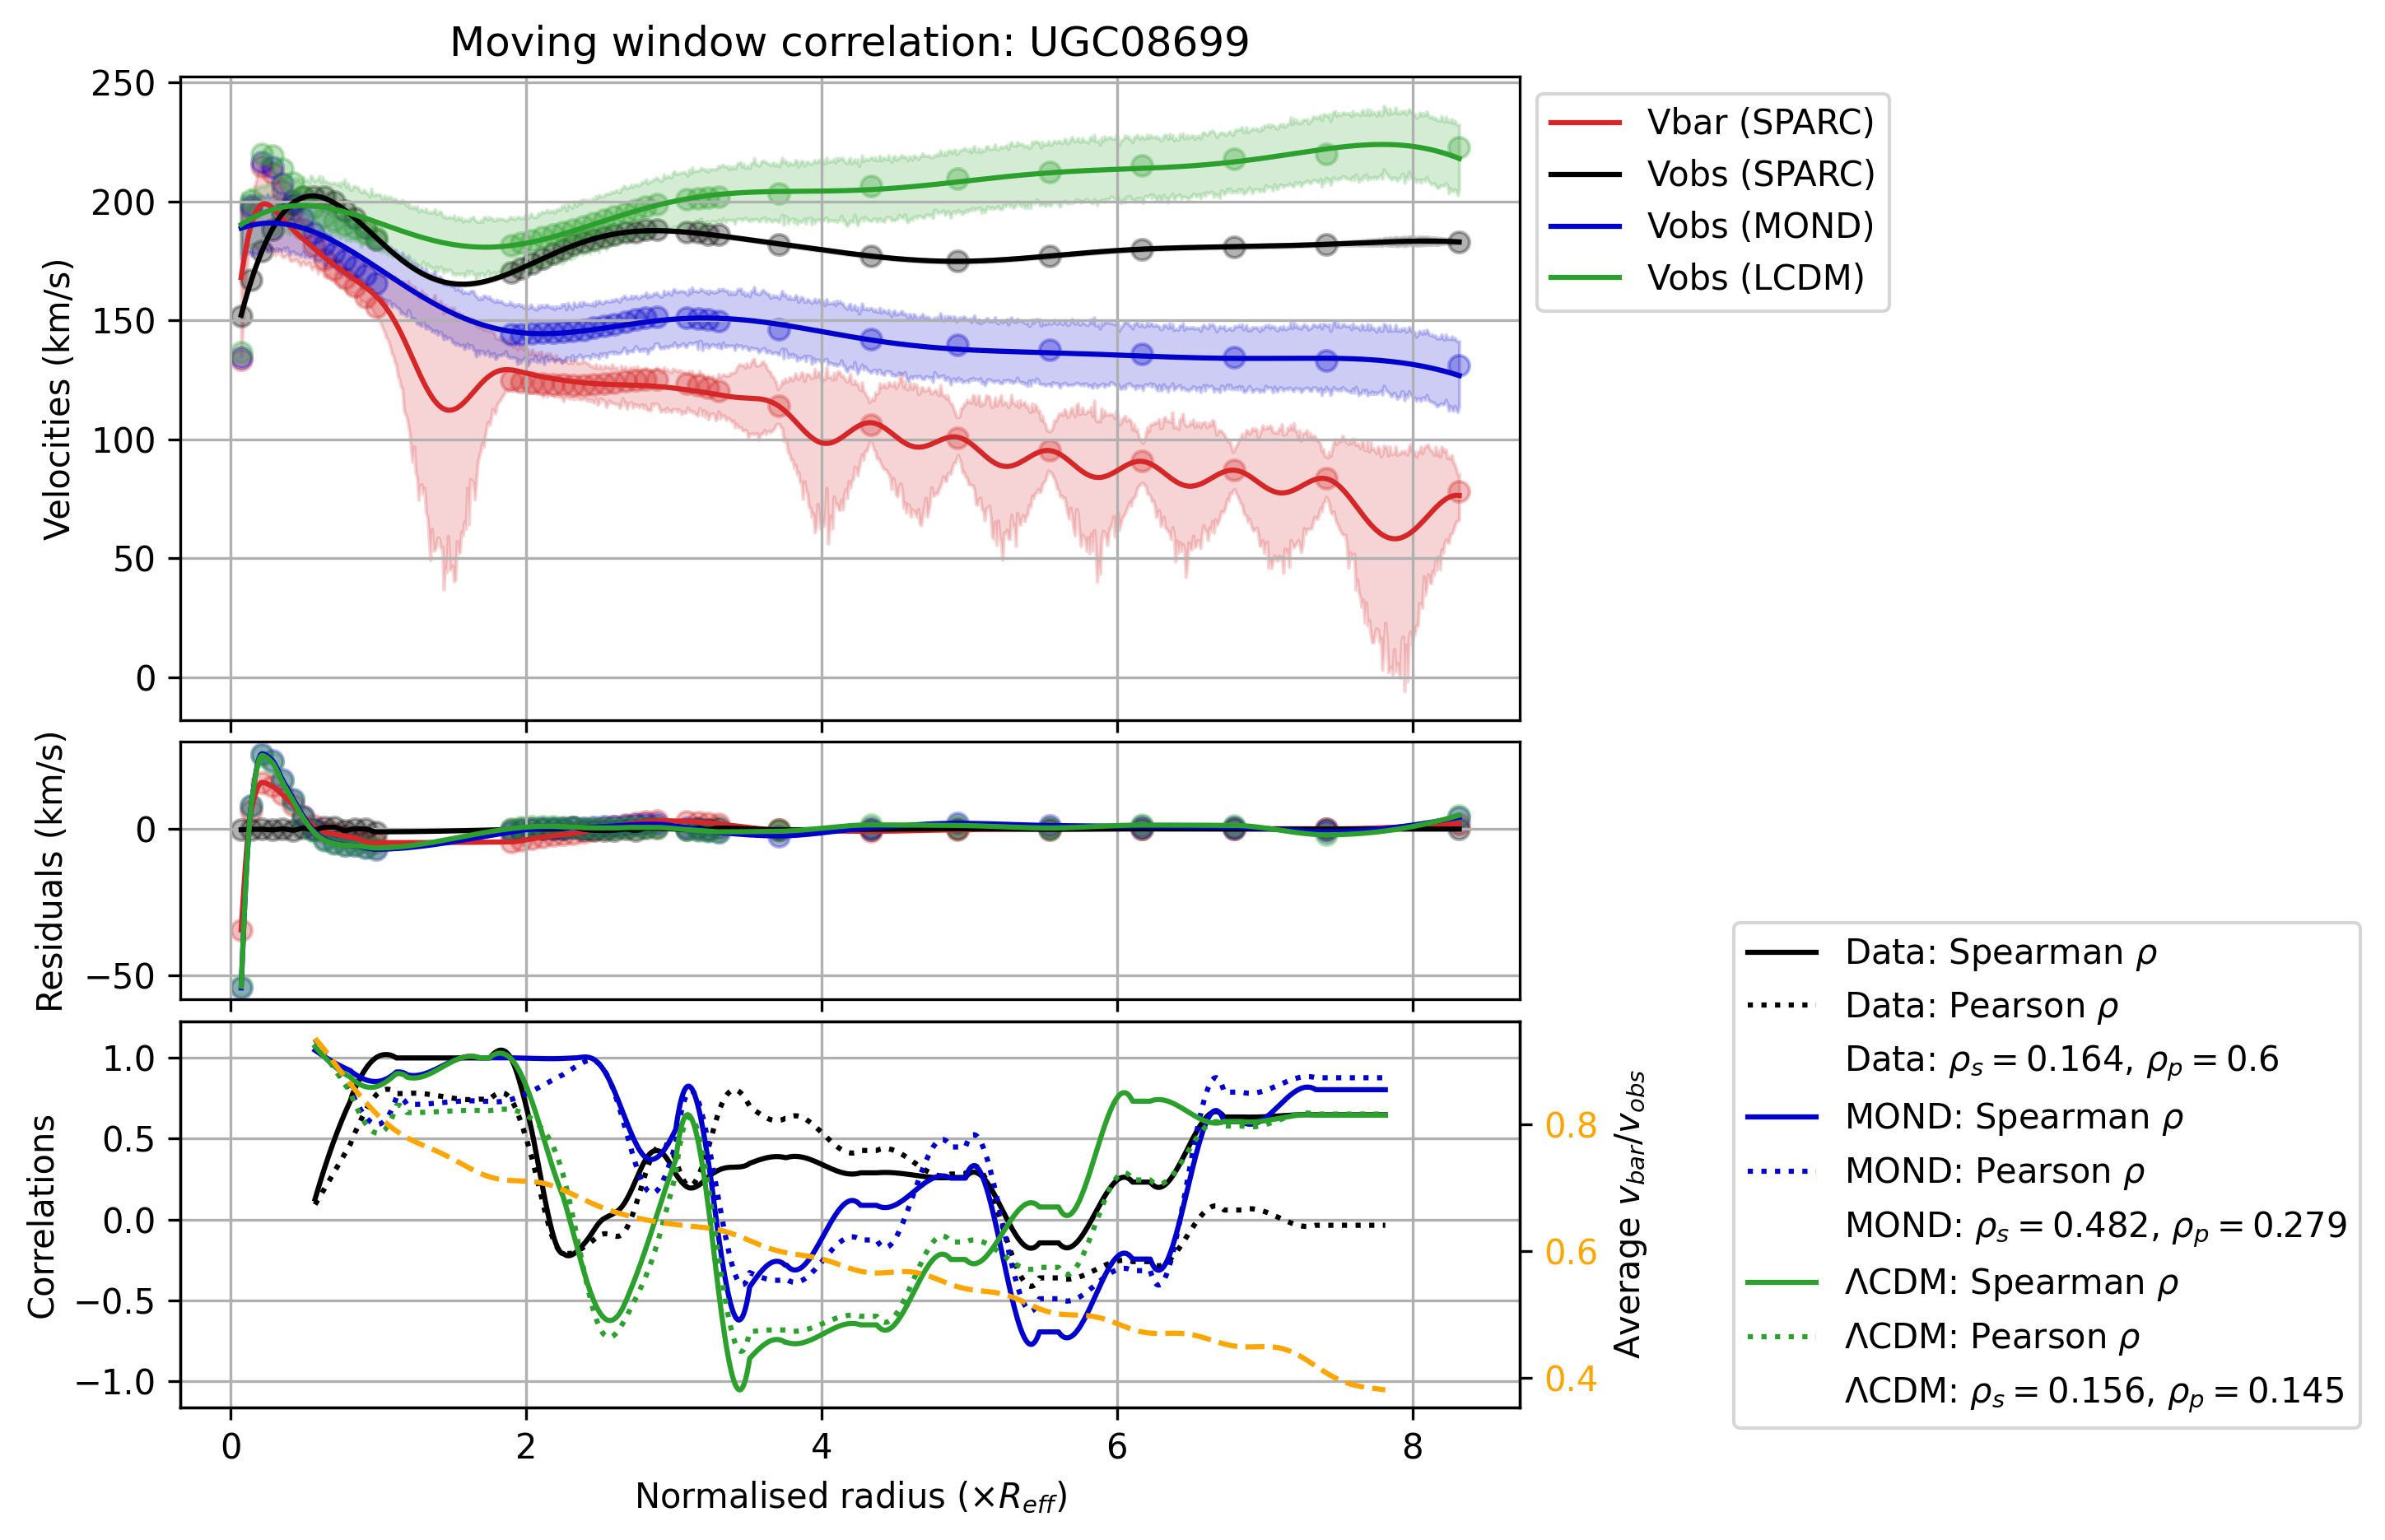 Moving window correlation: UGC08699
250
200
150
100
50
0
Velocities (km/s)
Vbar (SPARC)
Vobs (SPARC)
Vobs (MOND)
Vobs (LCDM)
0
−50
Residuals (km/s)
1.0
0.5
0.0
−0.5
−1.0
Correlations
0.8
0.6
0.4
Average v_bar/v_obs
0 2 4 6 8
Normalised radius (×R_eff)
Data: Spearman ρ
Data: Pearson ρ
Data: ρ_s = 0.164, ρ_p = 0.6
MOND: Spearman ρ
MOND: Pearson ρ
MOND: ρ_s = 0.482, ρ_p = 0.279
ΛCDM: Spearman ρ
ΛCDM: Pearson ρ
ΛCDM: ρ_s = 0.156, ρ_p = 0.145